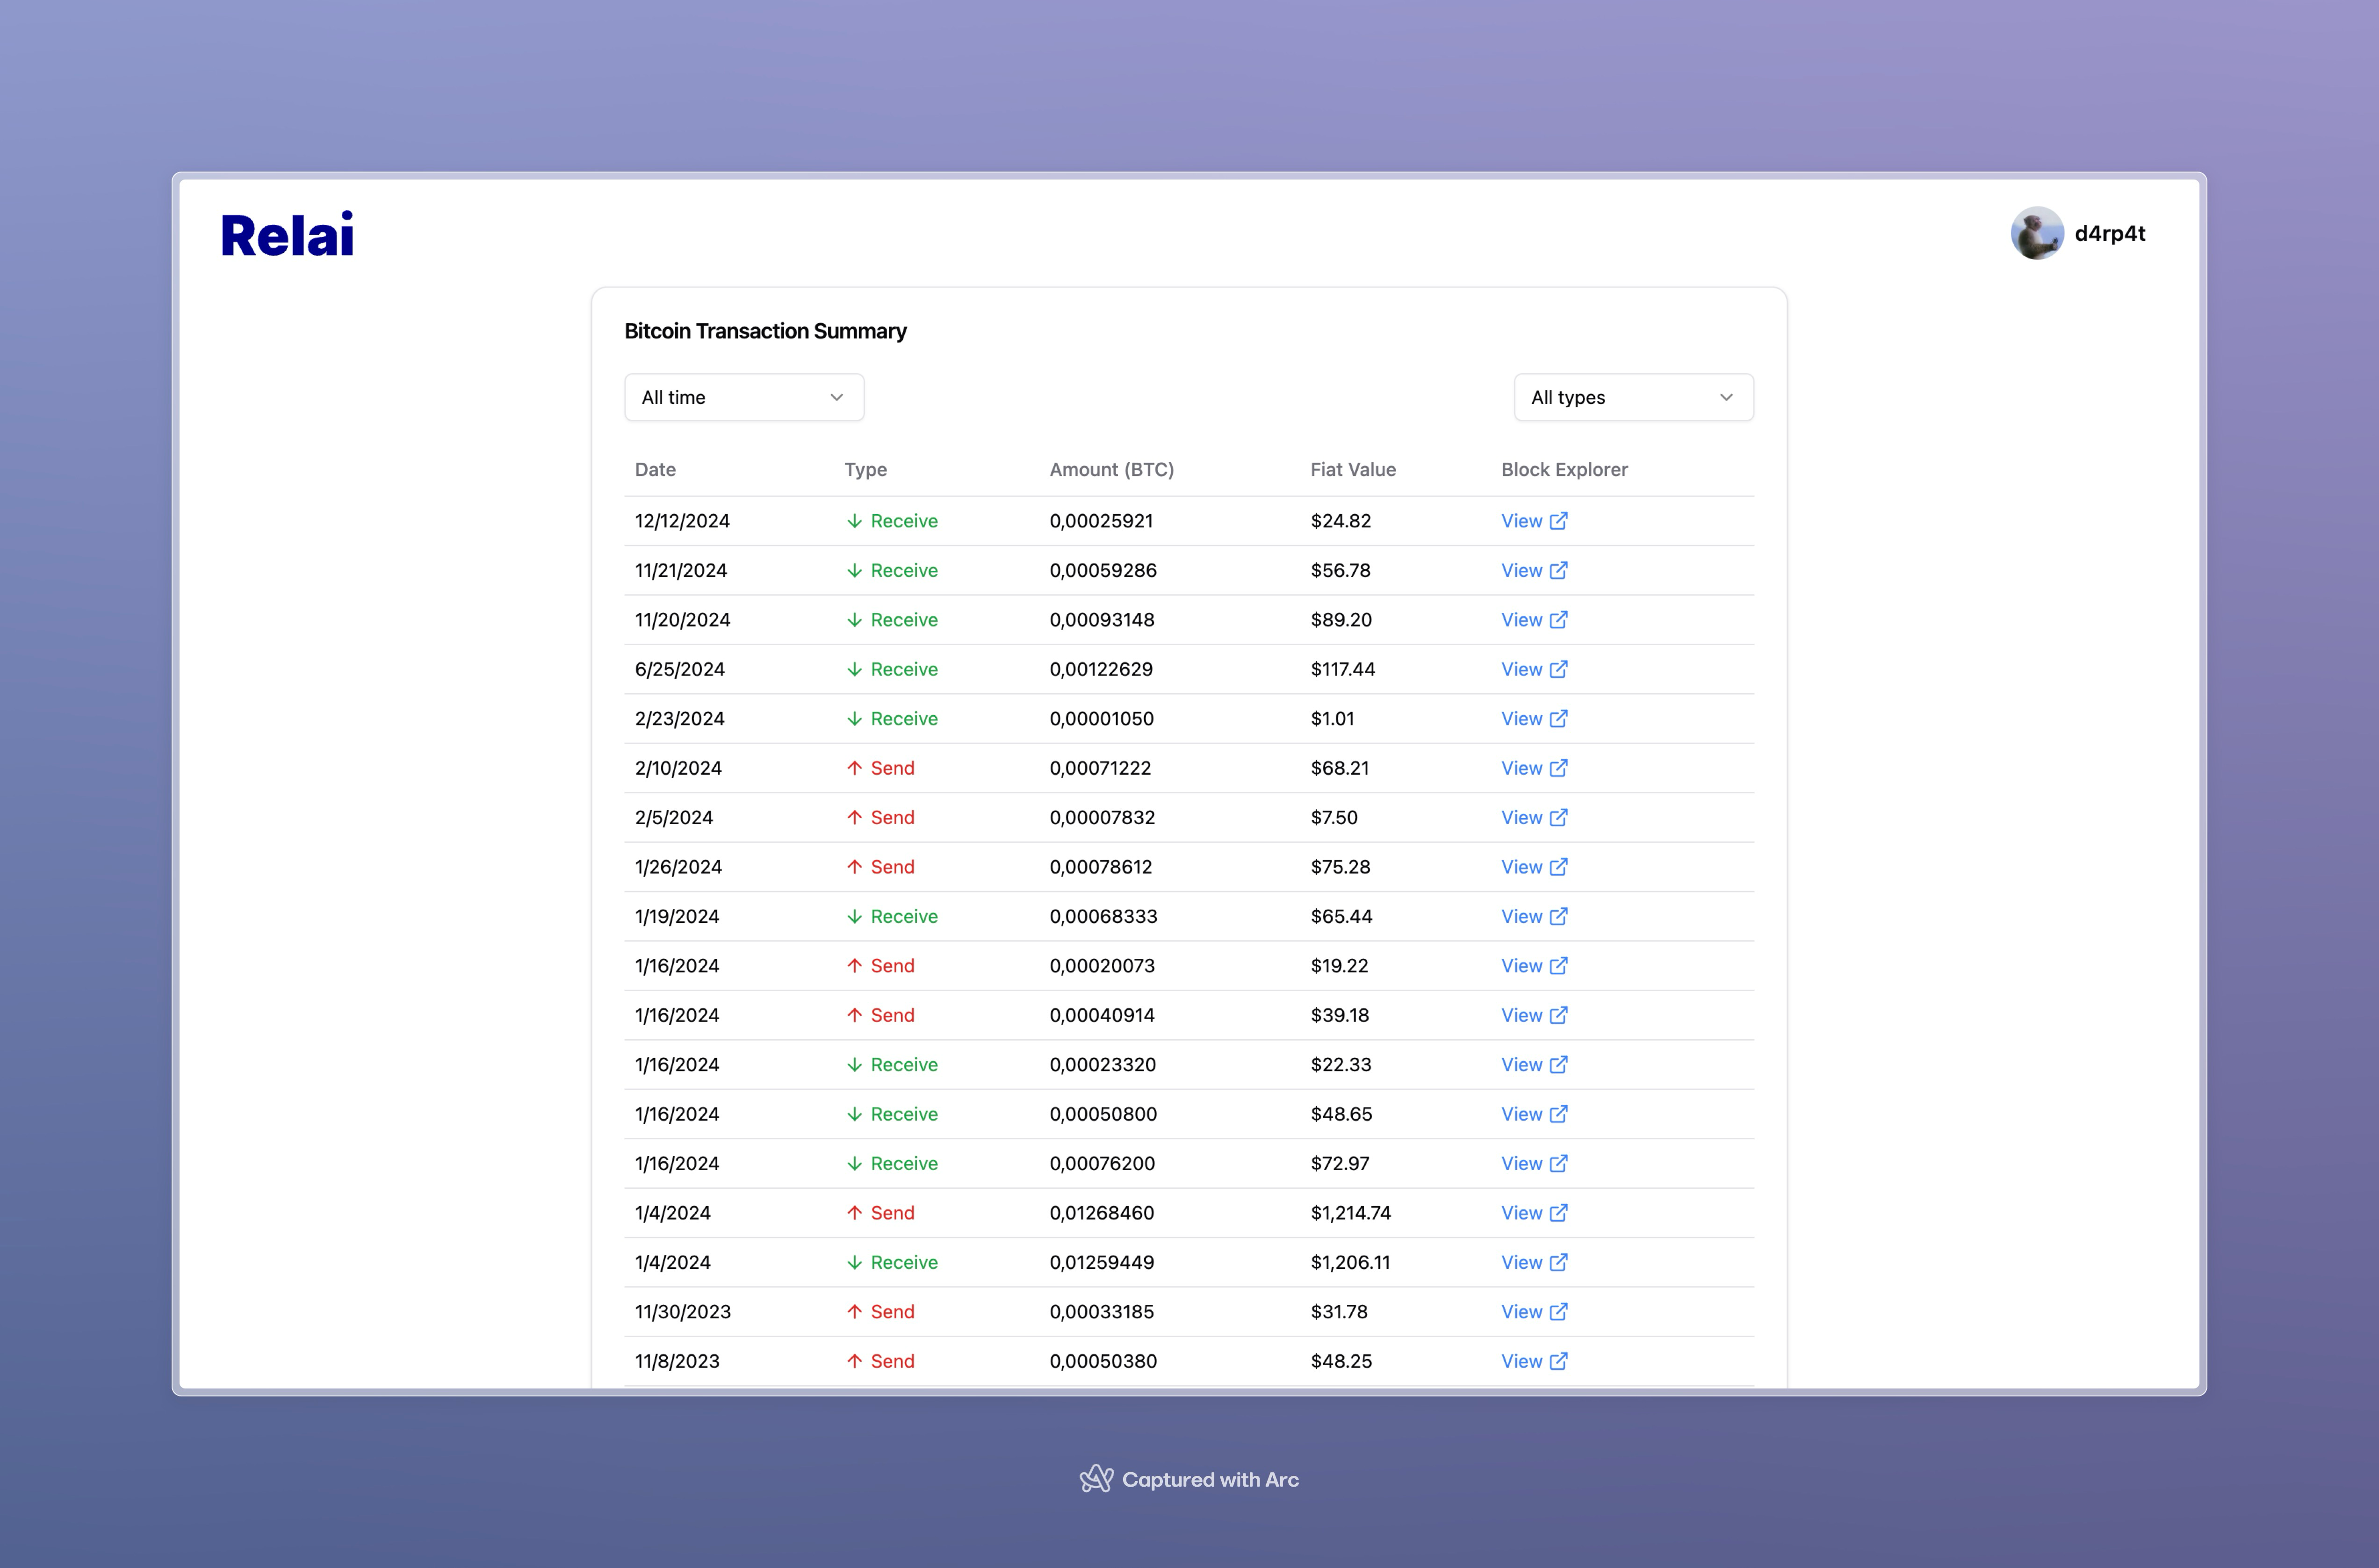 Relai
d4rp4t
Bitcoin Transaction Summary
All time All types
Date Type Amount (BTC) Fiat Value Block Explorer
12/12/2024 Receive 0,00025921 $24.82 View
11/21/2024 Receive 0,00059286 $56.78 View
11/20/2024 Receive 0,00093148 $89.20 View
6/25/2024 Receive 0,00122629 $117.44 View
2/23/2024 Receive 0,00001050 $1.01 View
2/10/2024 Send 0,00071222 $68.21 View
2/5/2024 Send 0,00007832 $7.50 View
1/26/2024 Send 0,00078612 $75.28 View
1/19/2024 Receive 0,00068333 $65.44 View
1/16/2024 Send 0,00020073 $19.22 View
1/16/2024 Send 0,00040914 $39.18 View
1/16/2024 Receive 0,00023320 $22.33 View
1/16/2024 Receive 0,00050800 $48.65 View
1/16/2024 Receive 0,00076200 $72.97 View
1/4/2024 Send 0,01268460 $1,214.74 View
1/4/2024 Receive 0,01259449 $1,206.11 View
11/30/2023 Send 0,00033185 $31.78 View
11/8/2023 Send 0,00050380 $48.25 View
Captured with Arc